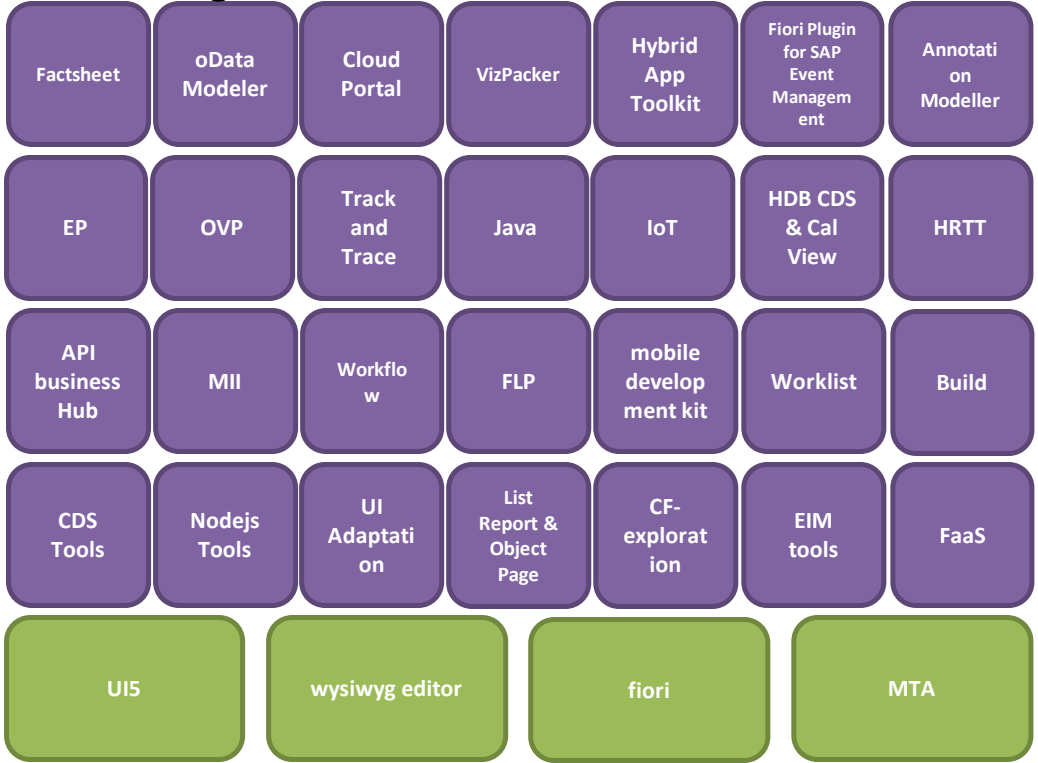 Factsheet
oData
Modeler
Cloud
Portal
VizPacker
Hybrid
App
Toolkit
Fiori Plugin
for SAP
Event
Managem
ent
Annotati
on
Modeller
EP
OVP
Track
and
Trace
Java
IoT
HDB CDS
& Cal
View
HRTT
API
business
Hub
MII
Workflo
w
FLP
mobile
develop
ment kit
Worklist
Build
CDS
Tools
Nodejs
Tools
UI
Adaptati
on
List
Report &
Object
Page
CF-
explorat
ion
EIM
tools
FaaS
UI5
wysiwyg editor
fiori
MTA